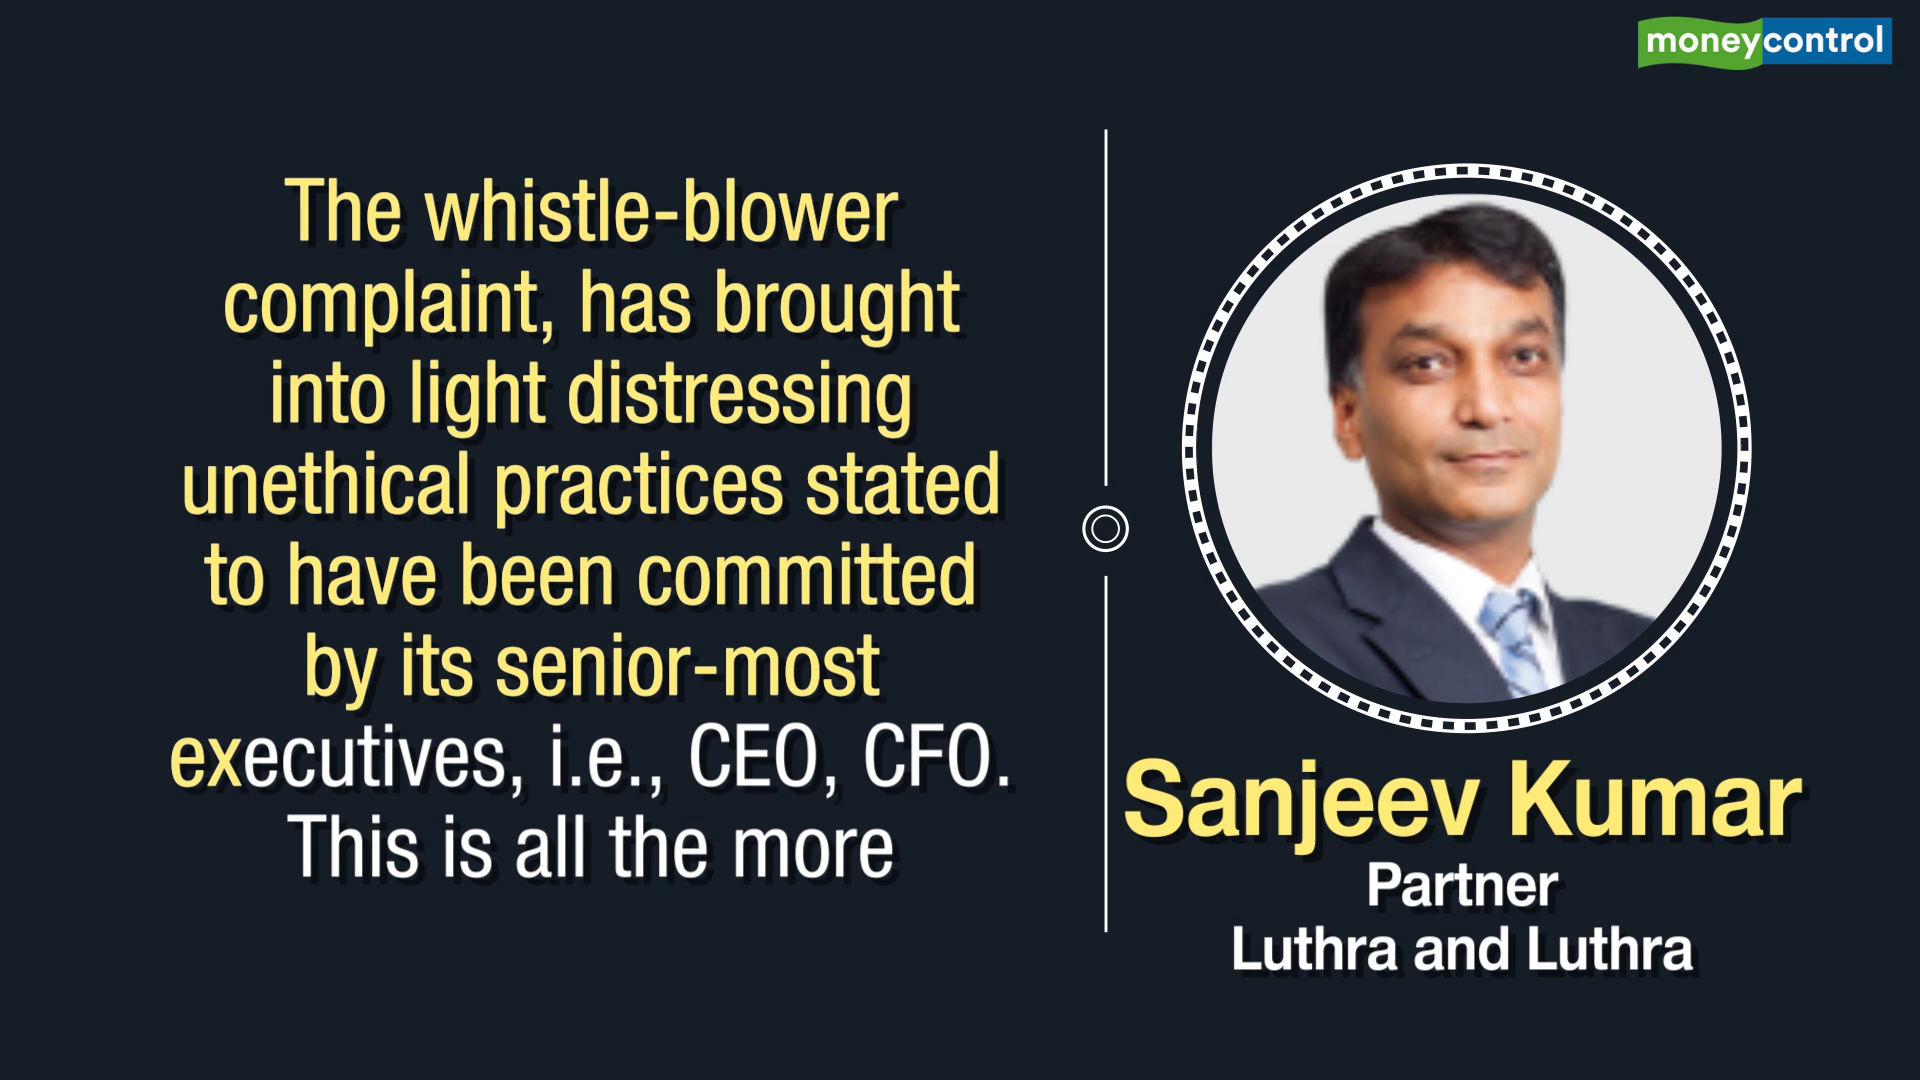 moneycontrol
The whistle-blower
complaint, has brought
into light distressing
unethical practices stated
to have been committed
by its senior-most
executives, i.e., CEO, CFO.
This is all the more
Sanjeev Kumar
Partner
Luthra and Luthra